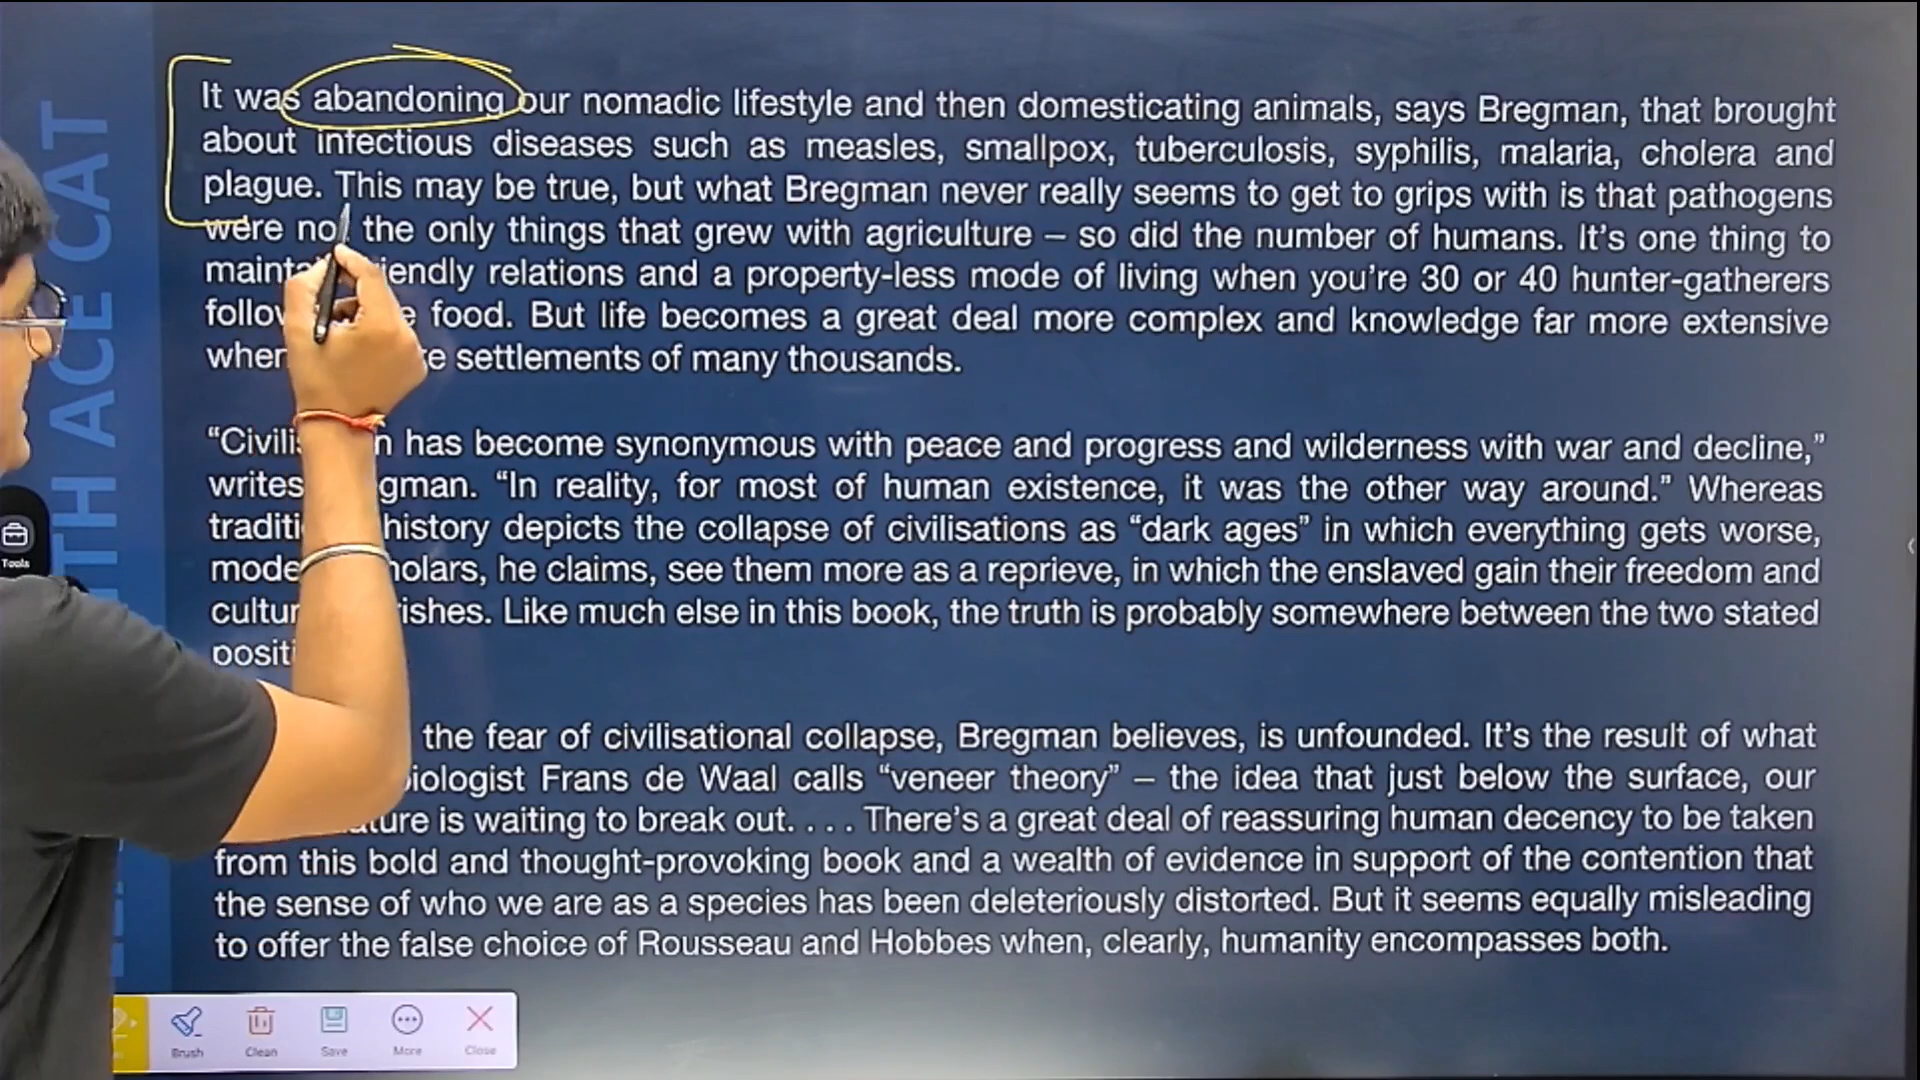 It was abandoning our nomadic lifestyle and then domesticating animals, says Bregman, that brought
about infectious diseases such as measles, smallpox, tuberculosis, syphilis, malaria, cholera and
plague. This may be true, but what Bregman never really seems to get to grips with is that pathogens
were the only things that grew with agriculture – so did the number of humans. It's one thing to
relations and a property-less mode of living when you're 30 or 40 hunter-gatherers
food. But life becomes a great deal more complex and knowledge far more extensive
settlements of many thousands.
has become synonymous with peace and progress and wilderness with war and decline,"
writes "In reality, for most of human existence, it was the other way around." Whereas
history depicts the collapse of civilisations as "dark ages" in which everything gets worse,
he claims, see them more as a reprieve, in which the enslaved gain their freedom and
Like much else in this book, the truth is probably somewhere between the two stated
the fear of civilisational collapse, Bregman believes, is unfounded. It's the result of what
Frans de Waal calls "veneer theory" – the idea that just below the surface, our
is waiting to break out. . . . There's a great deal of reassuring human decency to be taken
from this bold and thought-provoking book and a wealth of evidence in support of the contention that
the sense of who we are as a species has been deleteriously distorted. But it seems equally misleading
to offer the false choice of Rousseau and Hobbes when, clearly, humanity encompasses both.
ACE CAT
Tools
Brush Clean Save More Close